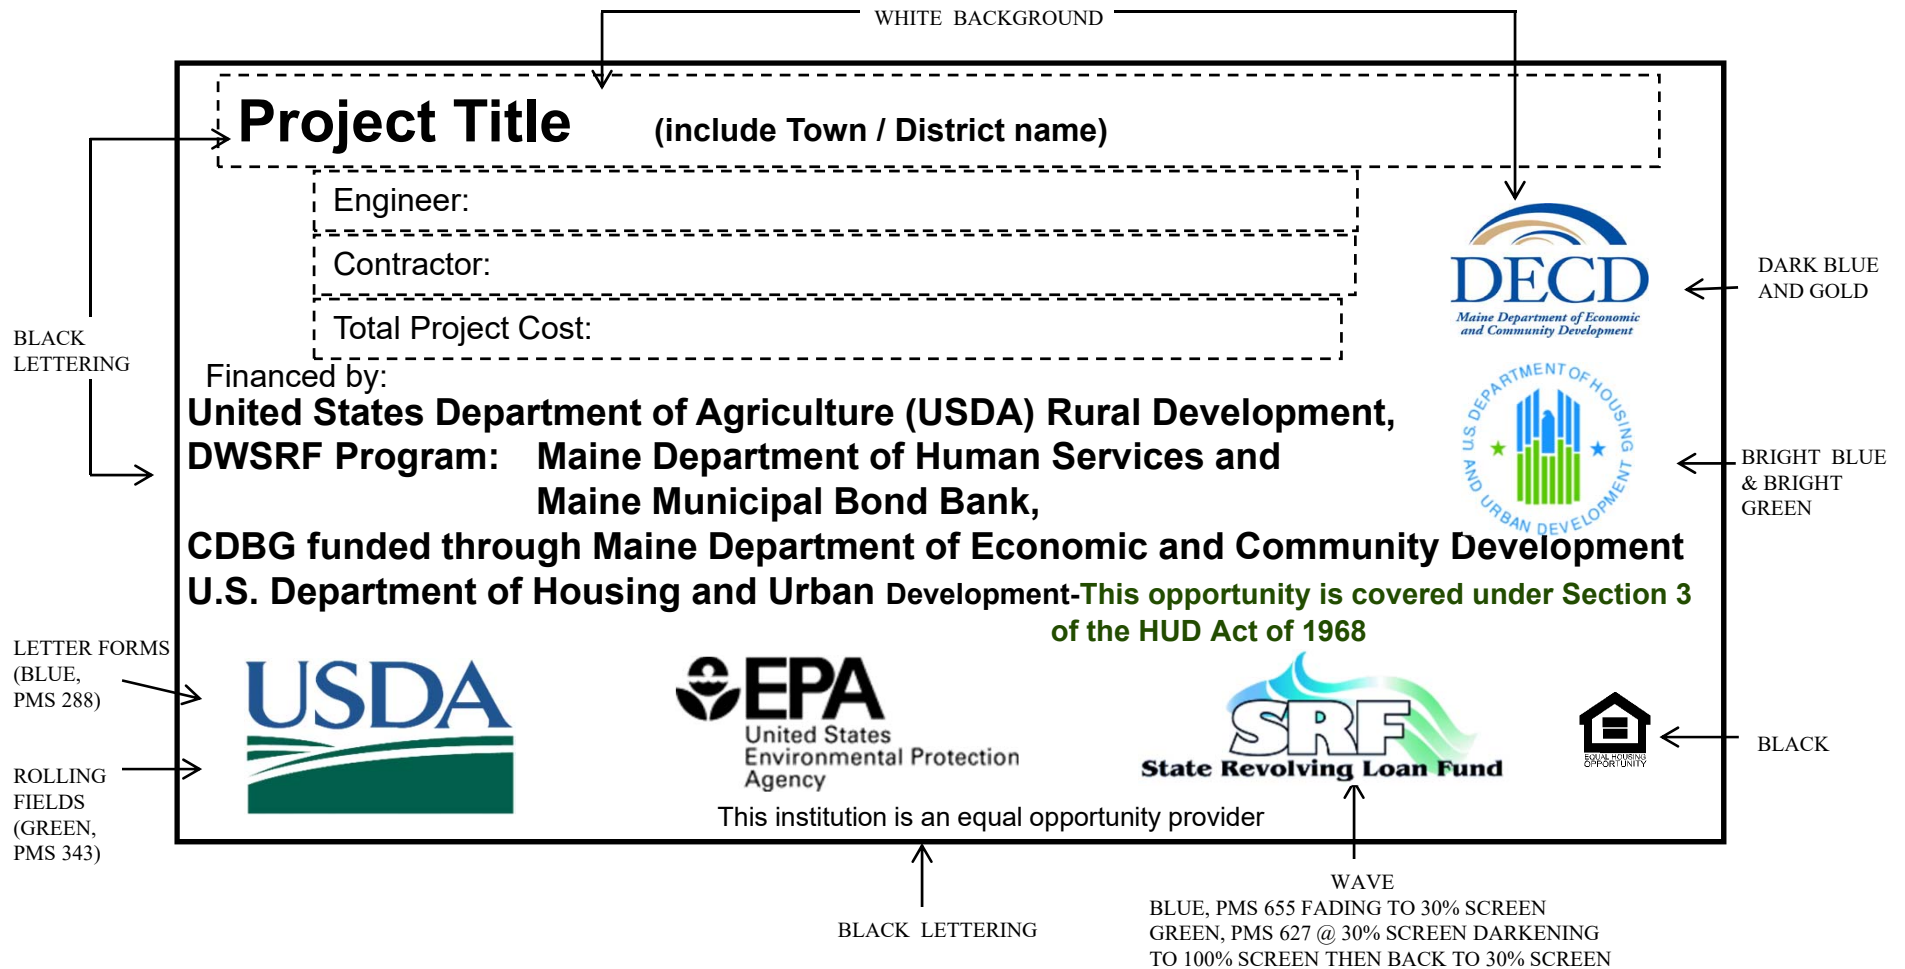 WHITE BACKGROUND
Project Title (include Town / District name)
Engineer:
Contractor:
Total Project Cost:
DECD
Maine Department of Economic
and Community Development
DARK BLUE
AND GOLD
BLACK
LETTERING
Financed by:
United States Department of Agriculture (USDA) Rural Development,
DWSRF Program: Maine Department of Human Services and
Maine Municipal Bond Bank,
CDBG funded through Maine Department of Economic and Community Development
U.S. Department of Housing and Urban Development-This opportunity is covered under Section 3
of the HUD Act of 1968
U.S. DEPARTMENT OF HOUSING
AND URBAN DEVELOPMENT
BRIGHT BLUE
& BRIGHT
GREEN
LETTER FORMS
(BLUE,
PMS 288)
ROLLING
FIELDS
(GREEN,
PMS 343)
USDA
EPA
United States
Environmental Protection
Agency
SRF
State Revolving Loan Fund
EQUAL HOUSING
OPPORTUNITY
BLACK
This institution is an equal opportunity provider
BLACK LETTERING
WAVE
BLUE, PMS 655 FADING TO 30% SCREEN
GREEN, PMS 627 @ 30% SCREEN DARKENING
TO 100% SCREEN THEN BACK TO 30% SCREEN